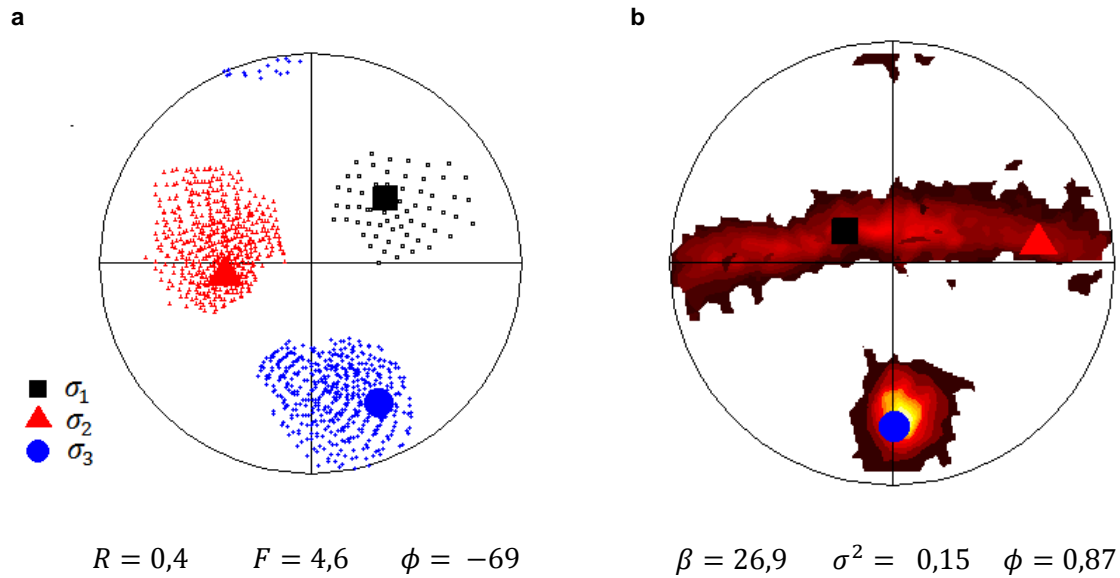 a
b
σ₁
σ₂
σ₃
R = 0,4 F = 4,6 ϕ = −69
β = 26,9 σ² = 0,15 ϕ = 0,87